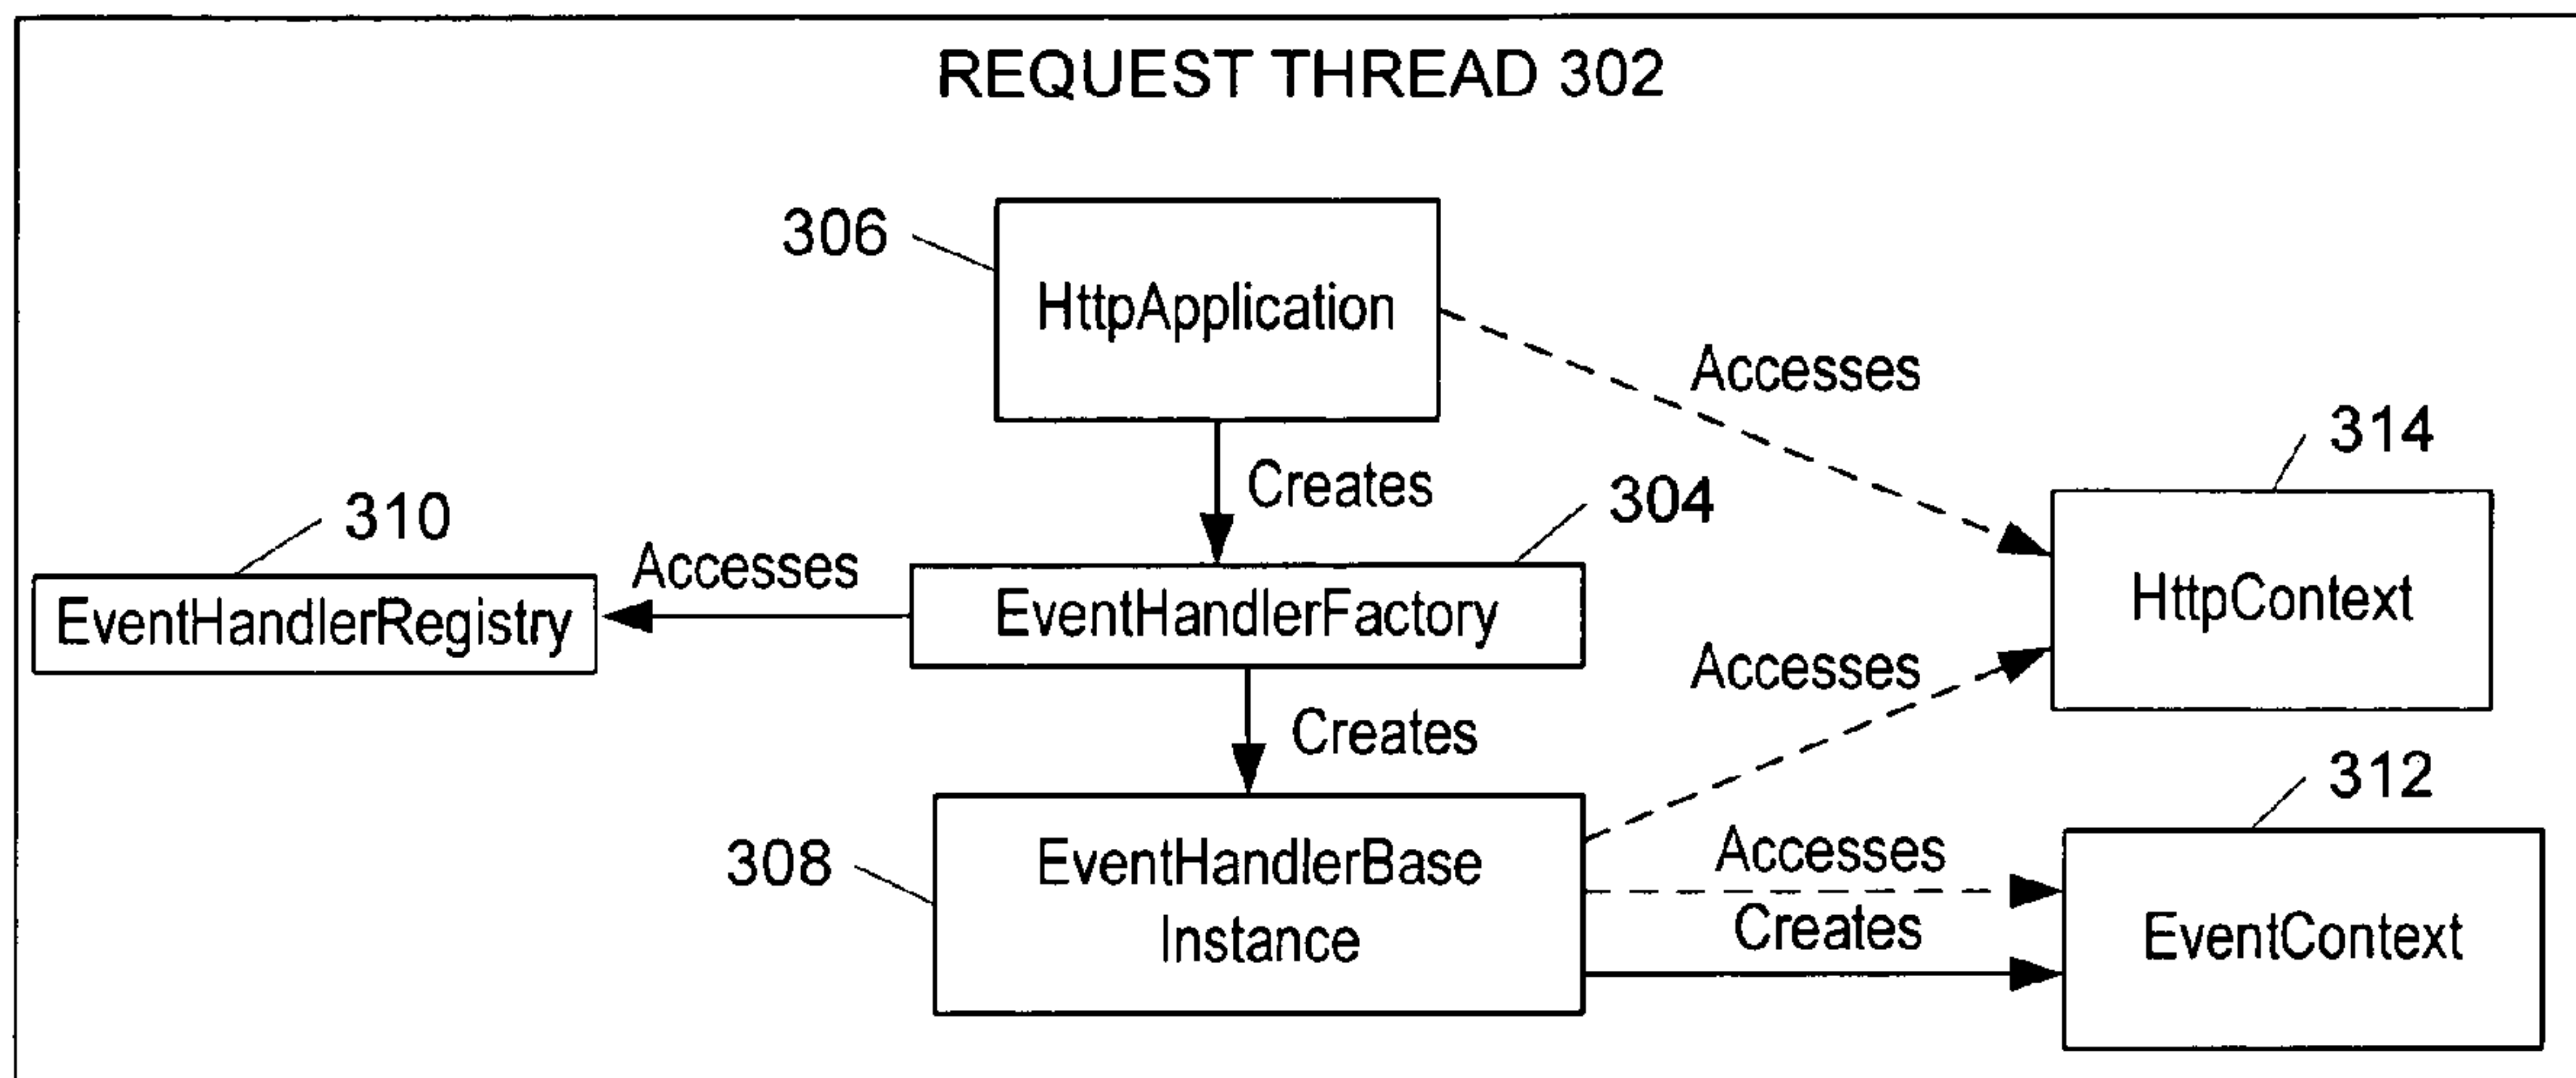 REQUEST THREAD 302
306
HttpApplication
Accesses
314
Creates
304
310
Accesses
EventHandlerRegistry
EventHandlerFactory
HttpContext
Accesses
Creates
312
308
EventHandlerBase
Instance
Accesses
Creates
EventContext